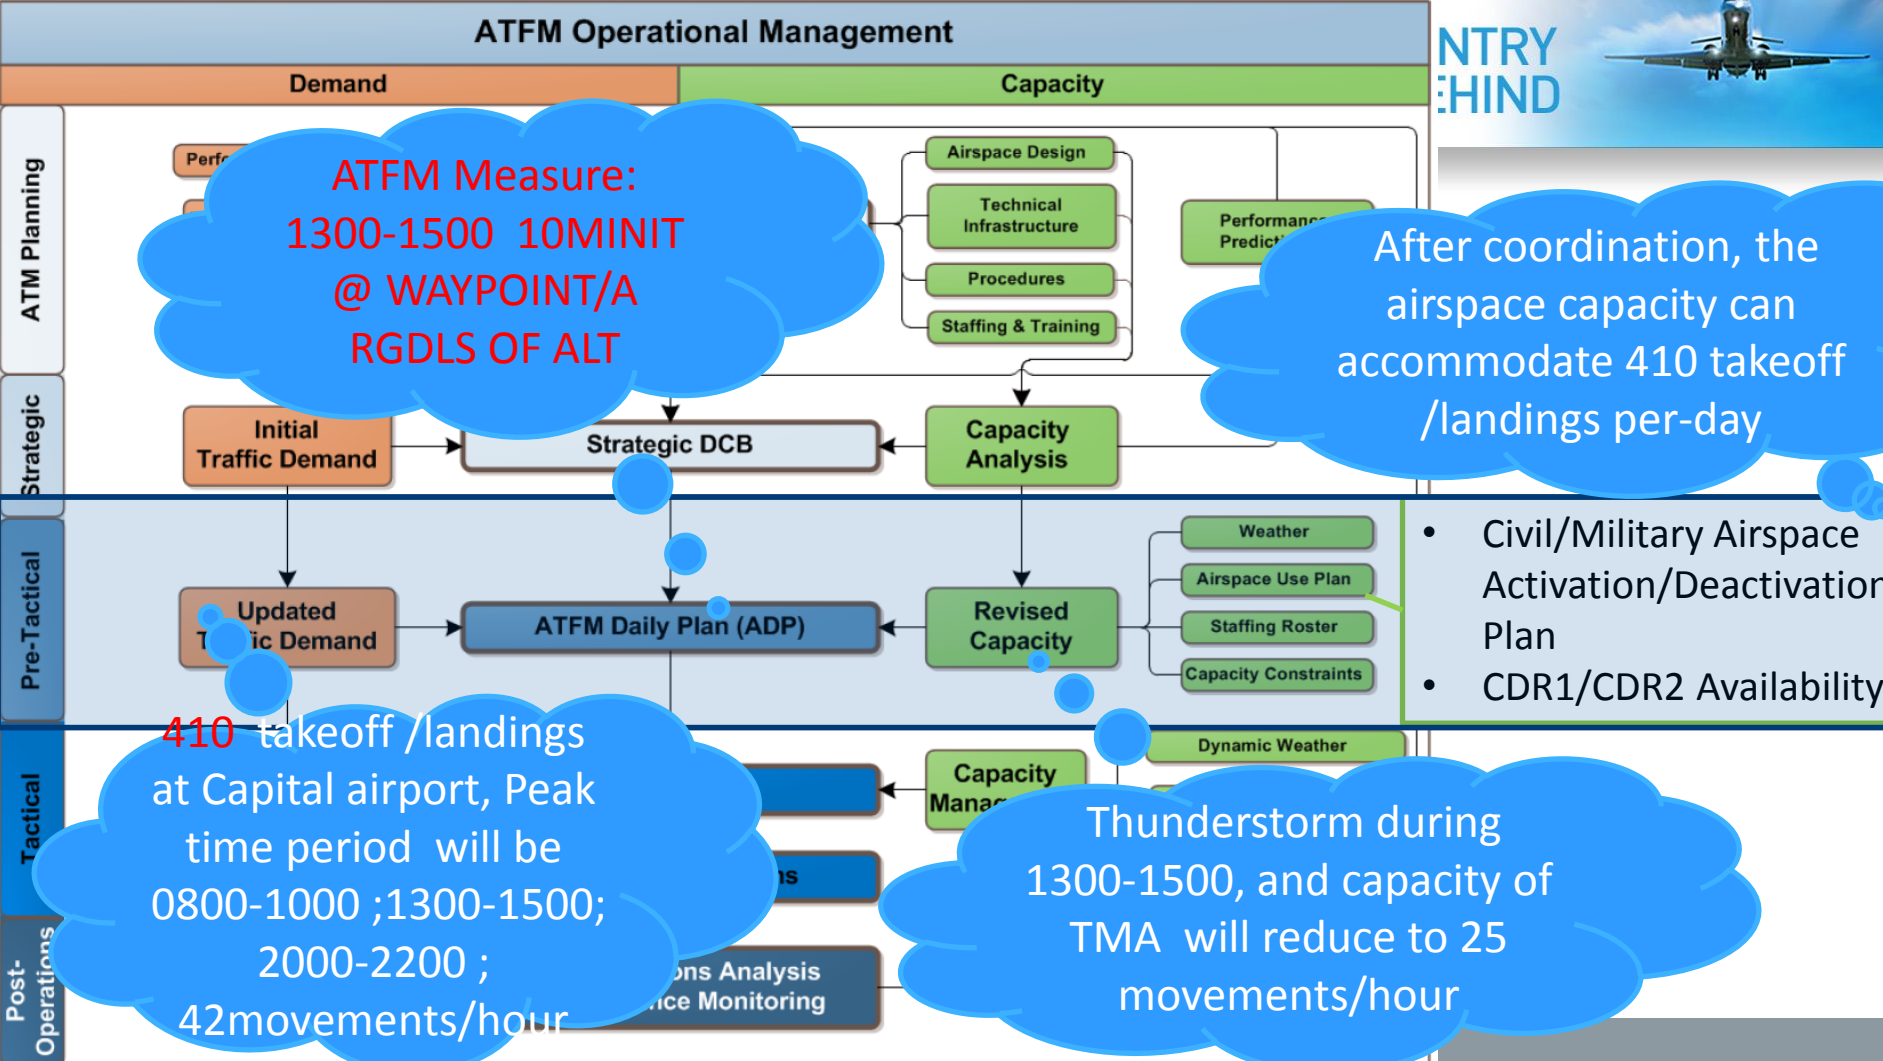 ATFM Operational Management
Demand
Capacity
NTRY
EHIND
ATM Planning
Strategic
Pre-Tactical
Tactical
Post-
Operations
ATFM Measure:
1300-1500 10MINIT
@ WAYPOINT/A
RGDLS OF ALT
Airspace Design
Technical
Infrastructure
Procedures
Staffing & Training
After coordination, the
airspace capacity can
accommodate 410 takeoff
/landings per-day
Initial
Traffic Demand
Strategic DCB
Capacity
Analysis
Updated
Traffic Demand
ATFM Daily Plan (ADP)
Revised
Capacity
Weather
Airspace Use Plan
Staffing Roster
Capacity Constraints
• Civil/Military Airspace
Activation/Deactivation
Plan
• CDR1/CDR2 Availability
410 takeoff /landings
at Capital airport, Peak
time period will be
0800-1000 ;1300-1500;
2000-2200 ;
42movements/hour
Capacity
Dynamic Weather
Thunderstorm during
1300-1500, and capacity of
TMA will reduce to 25
movements/hour
Analysis
Monitoring